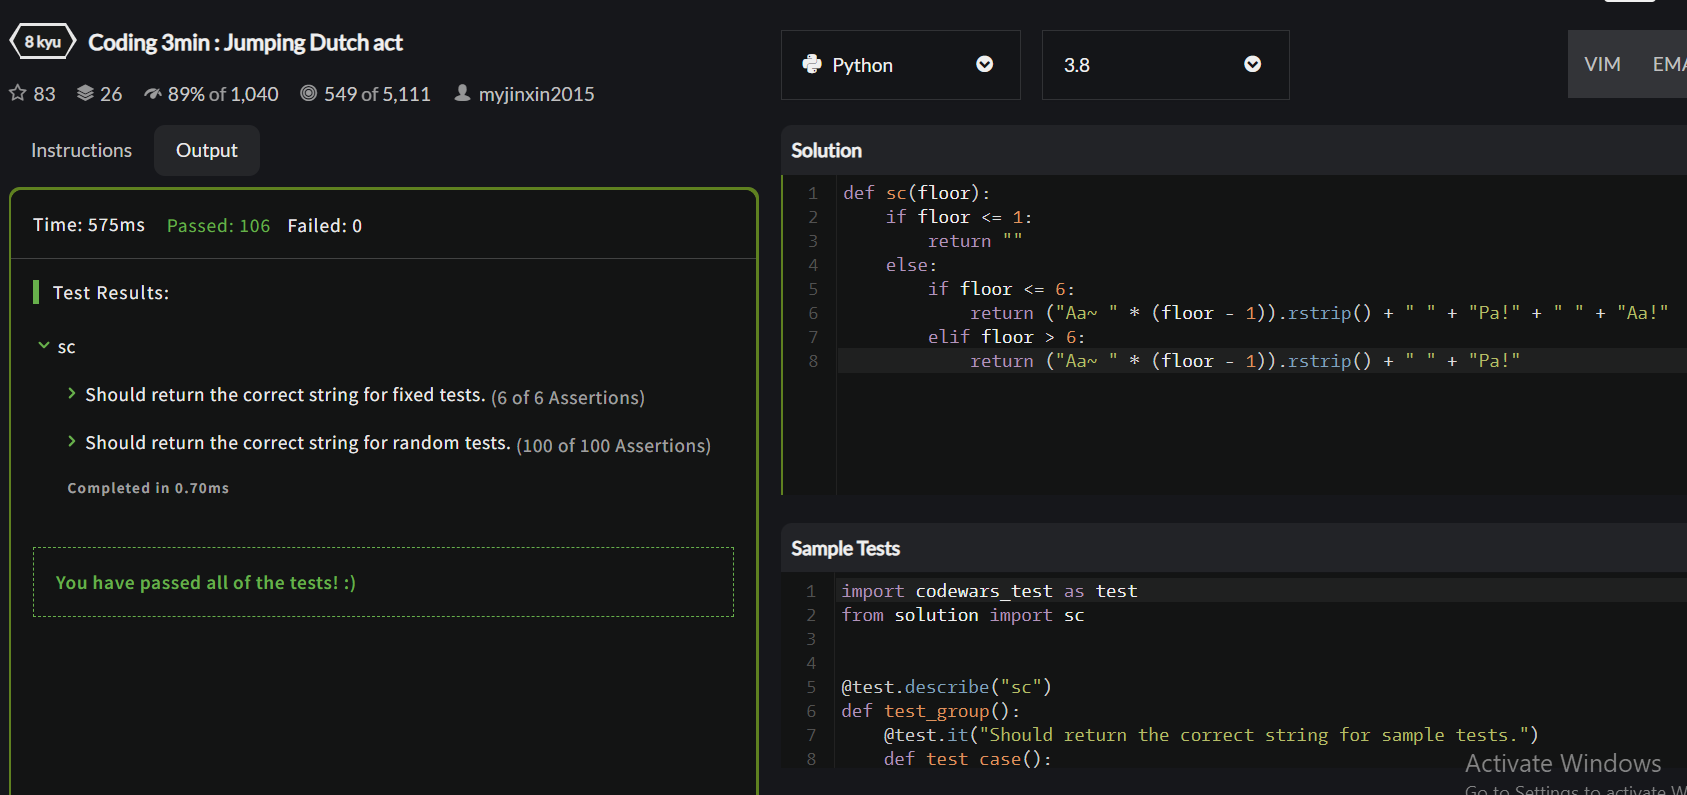 8 kyu Coding 3min : Jumping Dutch act
83 26 89% of 1,040 549 of 5,111 myjinxin2015
Instructions Output
Time: 575ms Passed: 106 Failed: 0
Test Results:
sc
Should return the correct string for fixed tests. (6 of 6 Assertions)
Should return the correct string for random tests. (100 of 100 Assertions)
Completed in 0.70ms
You have passed all of the tests! :)
Python 3.8 VIM EMA
Solution
1 def sc(floor):
2     if floor <= 1:
3         return ""
4     else:
5         if floor <= 6:
6             return ("Aa~ " * (floor - 1)).rstrip() + " " + "Pa!" + " " + "Aa!"
7         elif floor > 6:
8             return ("Aa~ " * (floor - 1)).rstrip() + " " + "Pa!"
Sample Tests
1 import codewars_test as test
2 from solution import sc
3
4
5 @test.describe("sc")
6 def test_group():
7     @test.it("Should return the correct string for sample tests.")
8     def test_case():
Activate Windows
Go to Settings to activate W